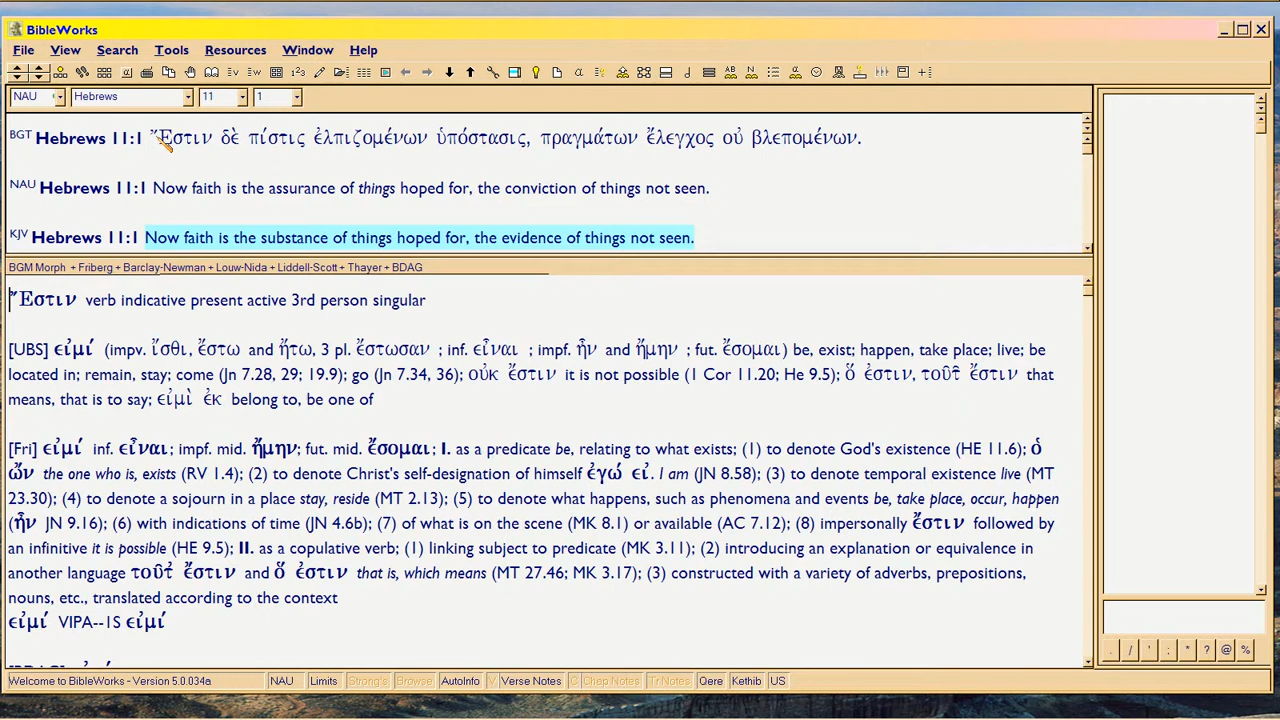 BibleWorks
File View Search Tools Resources Window Help
NAU Hebrews 11 1
BGT Hebrews 11:1 Ἔστιν δὲ πίστις ἐλπιζομένων ὑπόστασις, πραγμάτων ἔλεγχος οὐ βλεπομένων.
NAU Hebrews 11:1 Now faith is the assurance of things hoped for, the conviction of things not seen.
KJV Hebrews 11:1 Now faith is the substance of things hoped for, the evidence of things not seen.
BGM Morph + Friberg + Barclay-Newman + Louw-Nida + Liddell-Scott + Thayer + BDAG
Ἔστιν verb indicative present active 3rd person singular
[UBS] εἰμί (impv. ἴσθι, ἔστω and ἤτω, 3 pl. ἔστωσαν ; inf. εἶναι ; impf. ἦν and ἤμην ; fut. ἔσομαι) be, exist; happen, take place; live; be
located in; remain, stay; come (Jn 7.28, 29; 19.9); go (Jn 7.34, 36); οὐκ ἔστιν it is not possible (1 Cor 11.20; He 9.5); ὅ ἐστιν, τοῦτ ἔστιν that
means, that is to say; εἰμὶ ἐκ belong to, be one of
[Fri] εἰμί inf. εἶναι; impf. mid. ἤμην; fut. mid. ἔσομαι; I. as a predicate be, relating to what exists; (1) to denote God's existence (HE 11.6); ὁ
ὤν the one who is, exists (RV 1.4); (2) to denote Christ's self-designation of himself ἐγώ εἰ. I am (JN 8.58); (3) to denote temporal existence live (MT
23.30); (4) to denote a sojourn in a place stay, reside (MT 2.13); (5) to denote what happens, such as phenomena and events be, take place, occur, happen
(ἦν JN 9.16); (6) with indications of time (JN 4.6b); (7) of what is on the scene (MK 8.1) or available (AC 7.12); (8) impersonally ἔστιν followed by
an infinitive it is possible (HE 9.5); II. as a copulative verb; (1) linking subject to predicate (MK 3.11); (2) introducing an explanation or equivalence in
another language τοῦτ ἔστιν and ὅ ἐστιν that is, which means (MT 27.46; MK 3.17); (3) constructed with a variety of adverbs, prepositions,
nouns, etc., translated according to the context
εἰμί VIPA--1S εἰμί
. / ' ; * ? @ %
Welcome to BibleWorks - Version 5.0.034a NAU Limits Strong's Browse AutoInfo V Verse Notes C Chap Notes Tr Notes Qere Kethib US